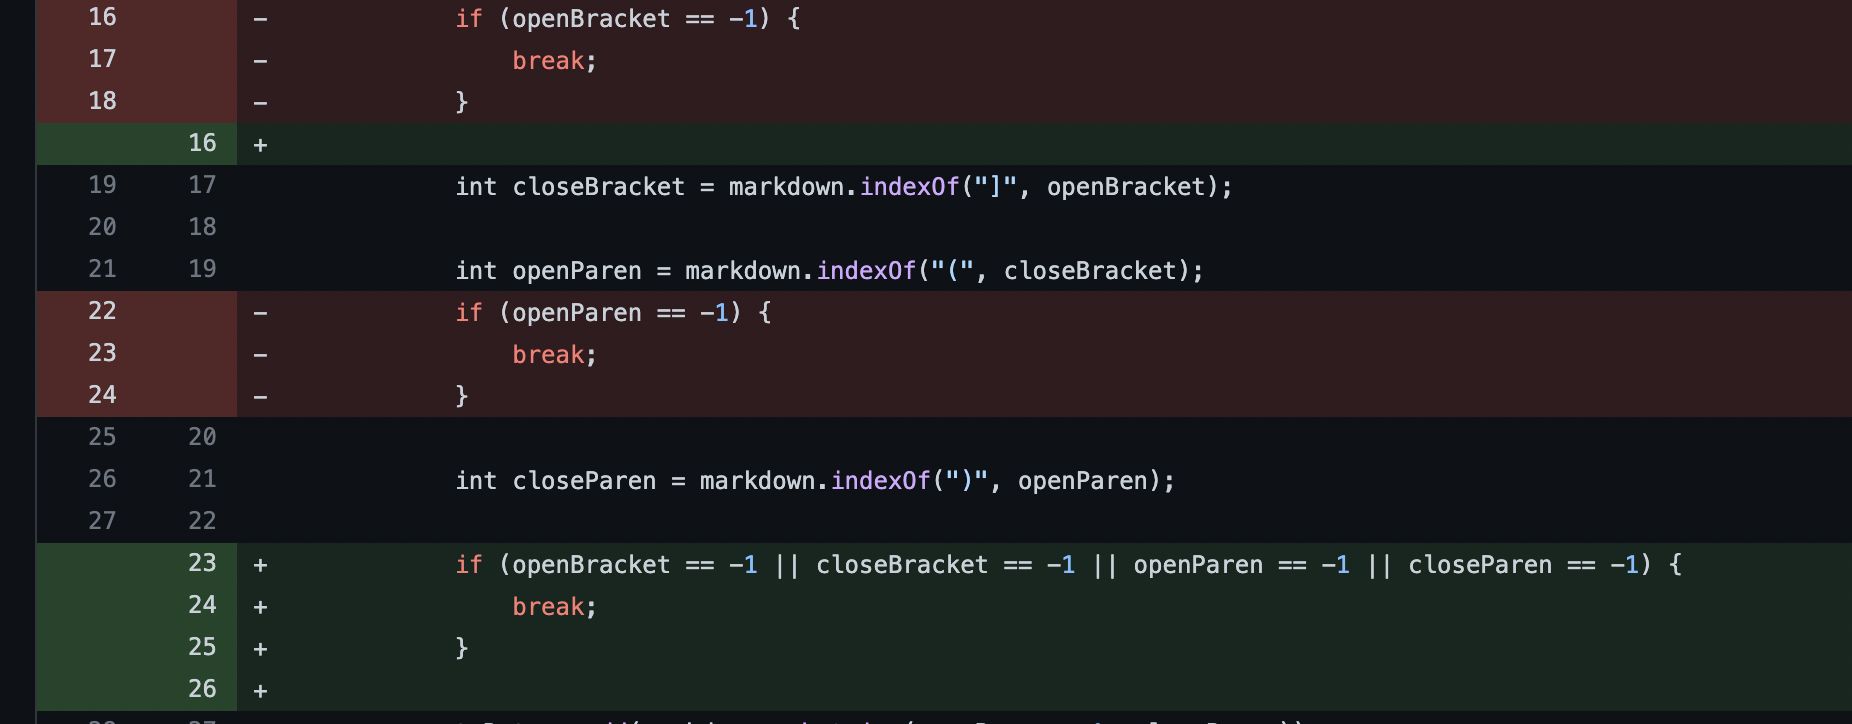 16 − if (openBracket == −1) {
17 − break;
18 − }
16 +
19 17 int closeBracket = markdown.indexOf("]", openBracket);
20 18
21 19 int openParen = markdown.indexOf("(", closeBracket);
22 − if (openParen == −1) {
23 − break;
24 − }
25 20
26 21 int closeParen = markdown.indexOf(")", openParen);
27 22
23 + if (openBracket == −1 || closeBracket == −1 || openParen == −1 || closeParen == −1) {
24 + break;
25 + }
26 +